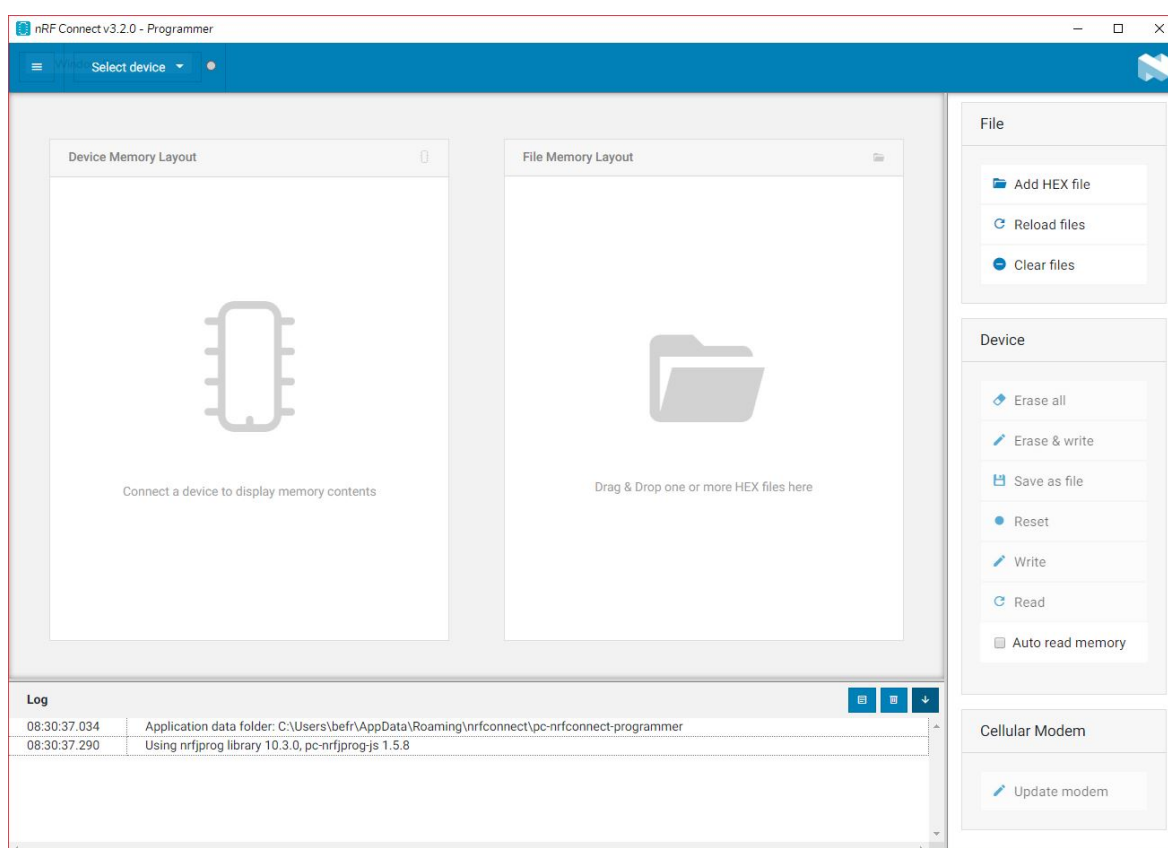 nRF Connect v3.2.0 - Programmer
Select device
Device Memory Layout
Connect a device to display memory contents
File Memory Layout
Drag & Drop one or more HEX files here
File
Add HEX file
Reload files
Clear files
Device
Erase all
Erase & write
Save as file
Reset
Write
Read
Auto read memory
Cellular Modem
Update modem
Log
08:30:37.034 Application data folder: C:\Users\befr\AppData\Roaming\nrfconnect\pc-nrfconnect-programmer
08:30:37.290 Using nrfjprog library 10.3.0, pc-nrfjprog-js 1.5.8